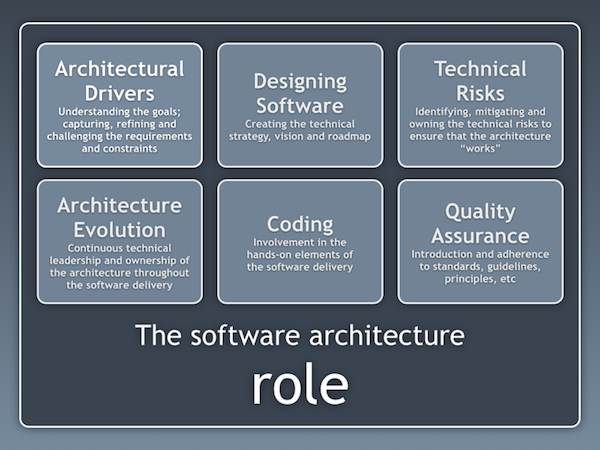 Architectural
Drivers
Understanding the goals;
capturing, refining and
challenging the requirements
and constraints
Designing
Software
Creating the technical
strategy, vision and roadmap
Technical
Risks
Identifying, mitigating and
owning the technical risks to
ensure that the architecture
“works”
Architecture
Evolution
Continuous technical
leadership and ownership of
the architecture throughout
the software delivery
Coding
Involvement in the
hands-on elements of
the software delivery
Quality
Assurance
Introduction and adherence
to standards, guidelines,
principles, etc
The software architecture
role